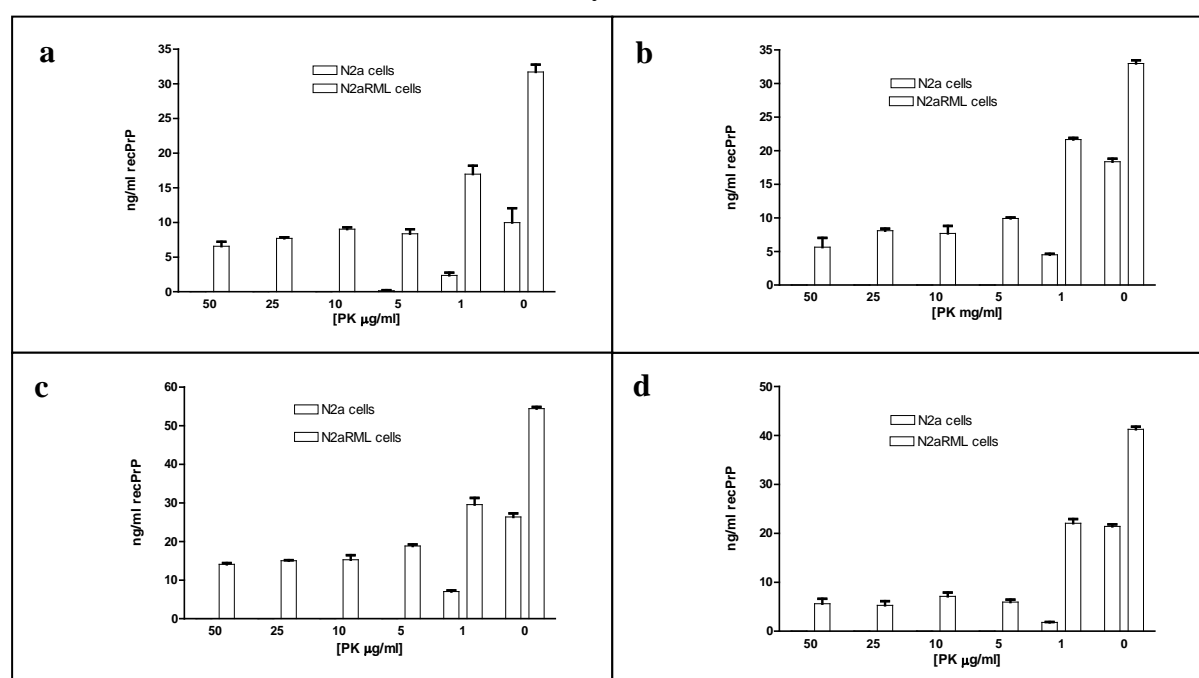 a
35
30
25
20
15
10
5
0
ng/ml recPrP
N2a cells
N2aRML cells
50 25 10 5 1 0
[PK μg/ml]
b
35
30
25
20
15
10
5
0
ng/ml recPrP
N2a cells
N2aRML cells
50 25 10 5 1 0
[PK mg/ml]
c
60
50
40
30
20
10
0
ng/ml recPrP
N2a cells
N2aRML cells
50 25 10 5 1 0
[PK μg/ml]
d
50
40
30
20
10
0
ng/ml recPrP
N2a cells
N2aRML cells
50 25 10 5 1 0
[PK μg/ml]